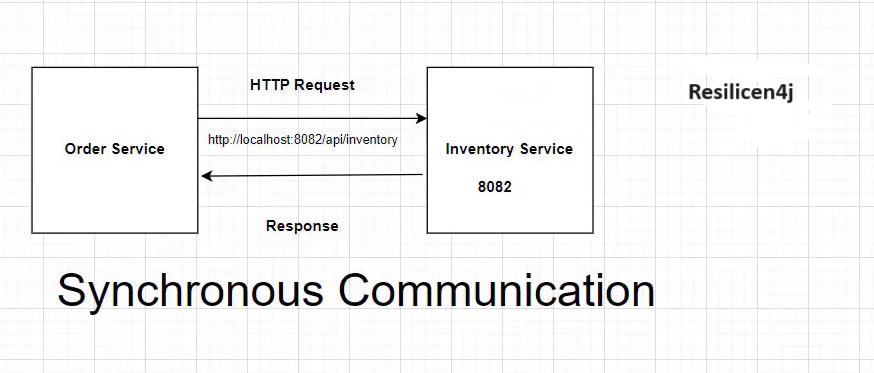 HTTP Request
Resilicen4j
http://localhost:8082/api/inventory
Order Service
Inventory Service
8082
Response
Synchronous Communication